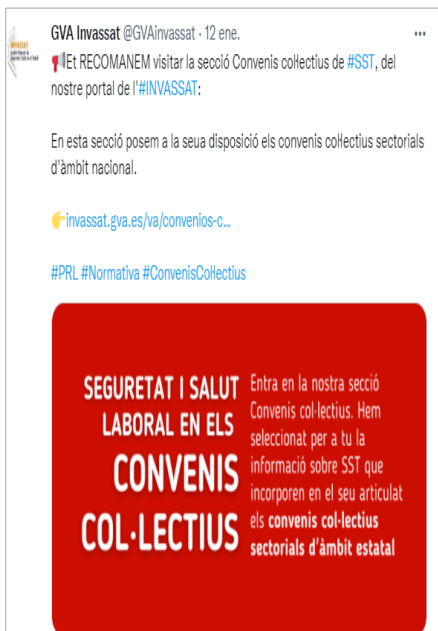 GVA Invassat @GVAinvassat · 12 ene.
Et RECOMANEM visitar la secció Convenis col·lectius de #SST, del
nostre portal de l'#INVASSAT:
En esta secció posem a la seua disposició els convenis col·lectius sectorials
d'àmbit nacional.
invassat.gva.es/va/convenios-c...
#PRL #Normativa #ConvenisCol·lectius
SEGURETAT I SALUT
LABORAL EN ELS
CONVENIS
COL·LECTIUS
Entra en la nostra secció
Convenis col·lectius. Hem
seleccionat per a tu la
informació sobre SST que
incorporen en el seu articulat
els convenis col·lectius
sectorials d'àmbit estatal
INVASSAT